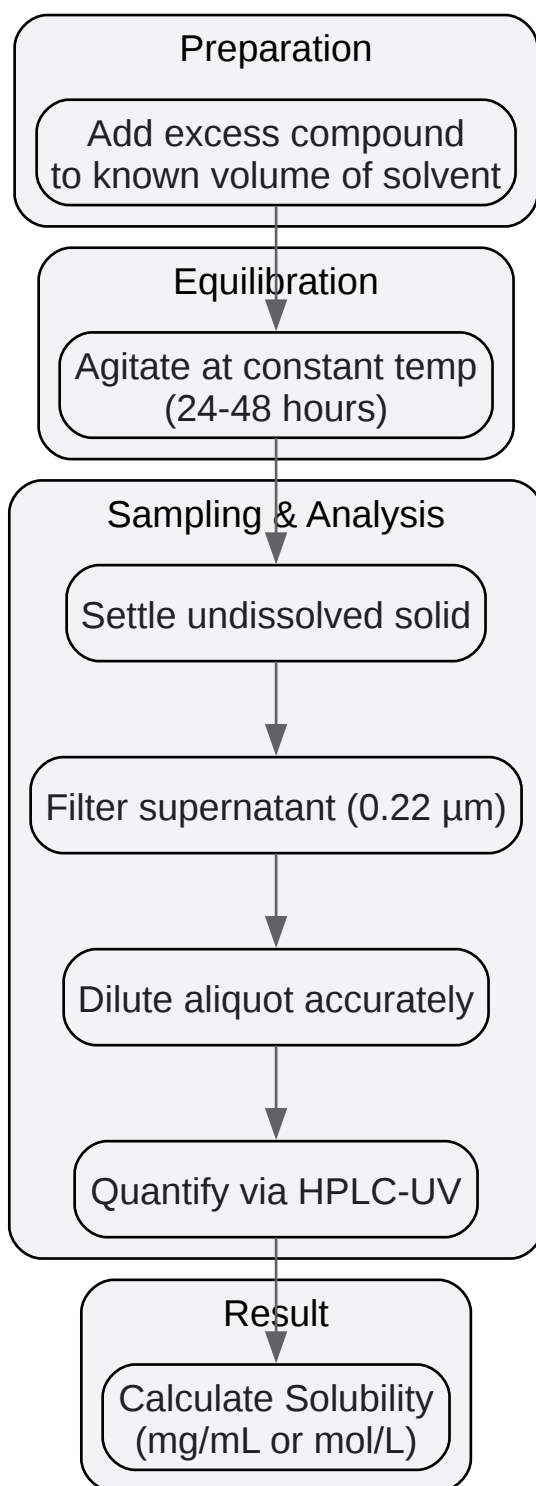 Preparation
Add excess compound
to known volume of solvent
Equilibration
Agitate at constant temp
(24-48 hours)
Sampling & Analysis
Settle undissolved solid
Filter supernatant (0.22 µm)
Dilute aliquot accurately
Quantify via HPLC-UV
Result
Calculate Solubility
(mg/mL or mol/L)